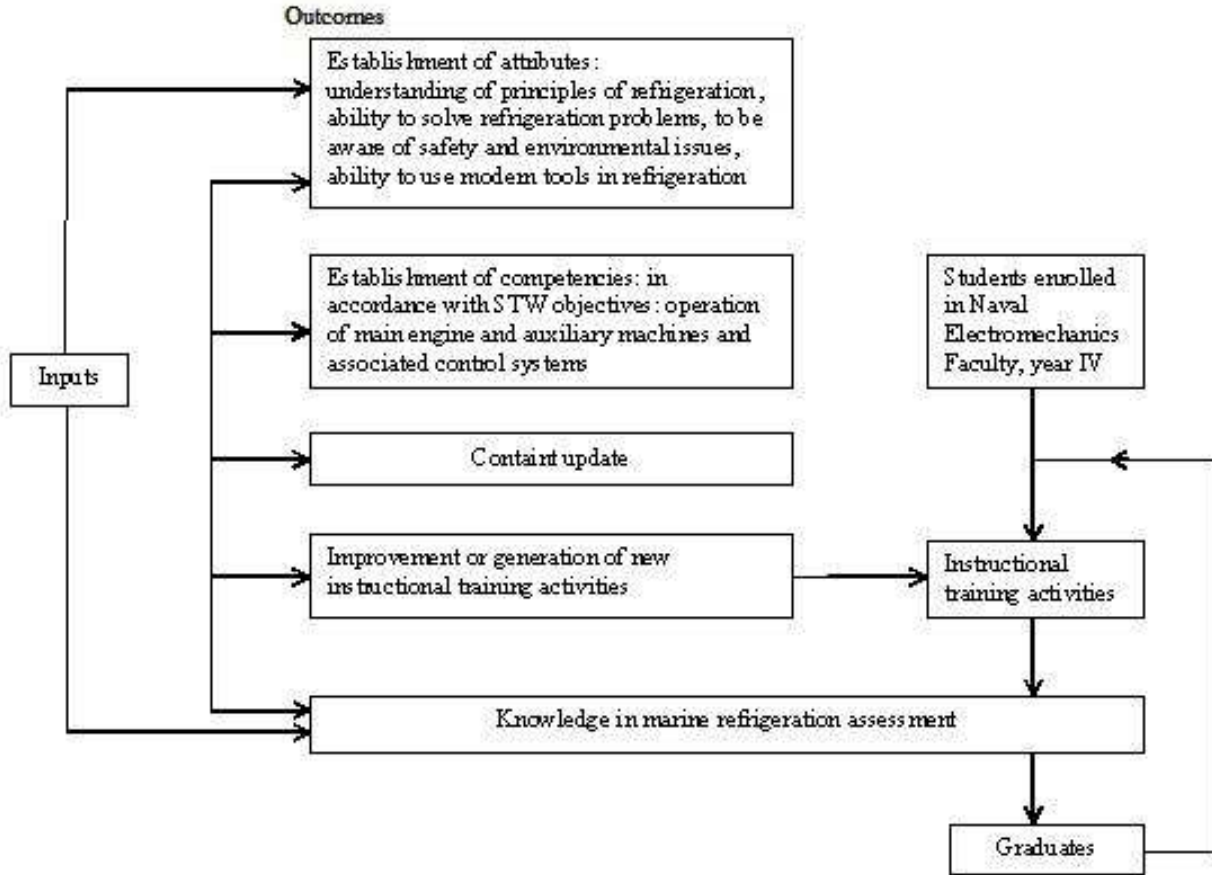 Outcomes
Establishment of attributes:
understanding of principles of refrigeration,
ability to solve refrigeration problems, to be
aware of safety and environmental issues,
ability to use modern tools in refrigeration
Establishment of competencies: in
accordance with STW objectives: operation
of main engine and auxiliary machines and
associated control systems
Students enrolled
in Naval
Electromechanics
Faculty, year IV
Inputs
Containt update
Improvement or generation of new
instructional training activities
Instructional
training activities
Knowledge in marine refrigeration assessment
Graduates